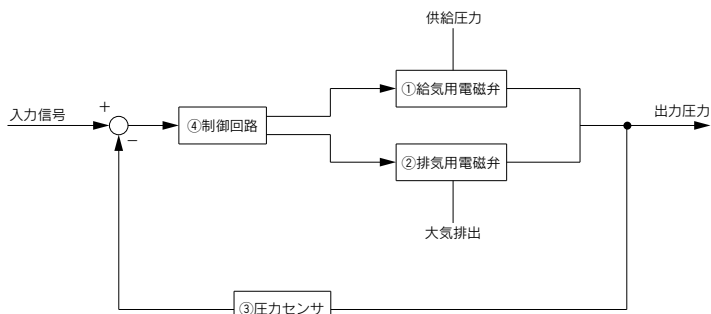 供給圧力
①給気用電磁弁
入力信号
+
④制御回路
出力圧力
−
②排気用電磁弁
大気排出
③圧力センサ